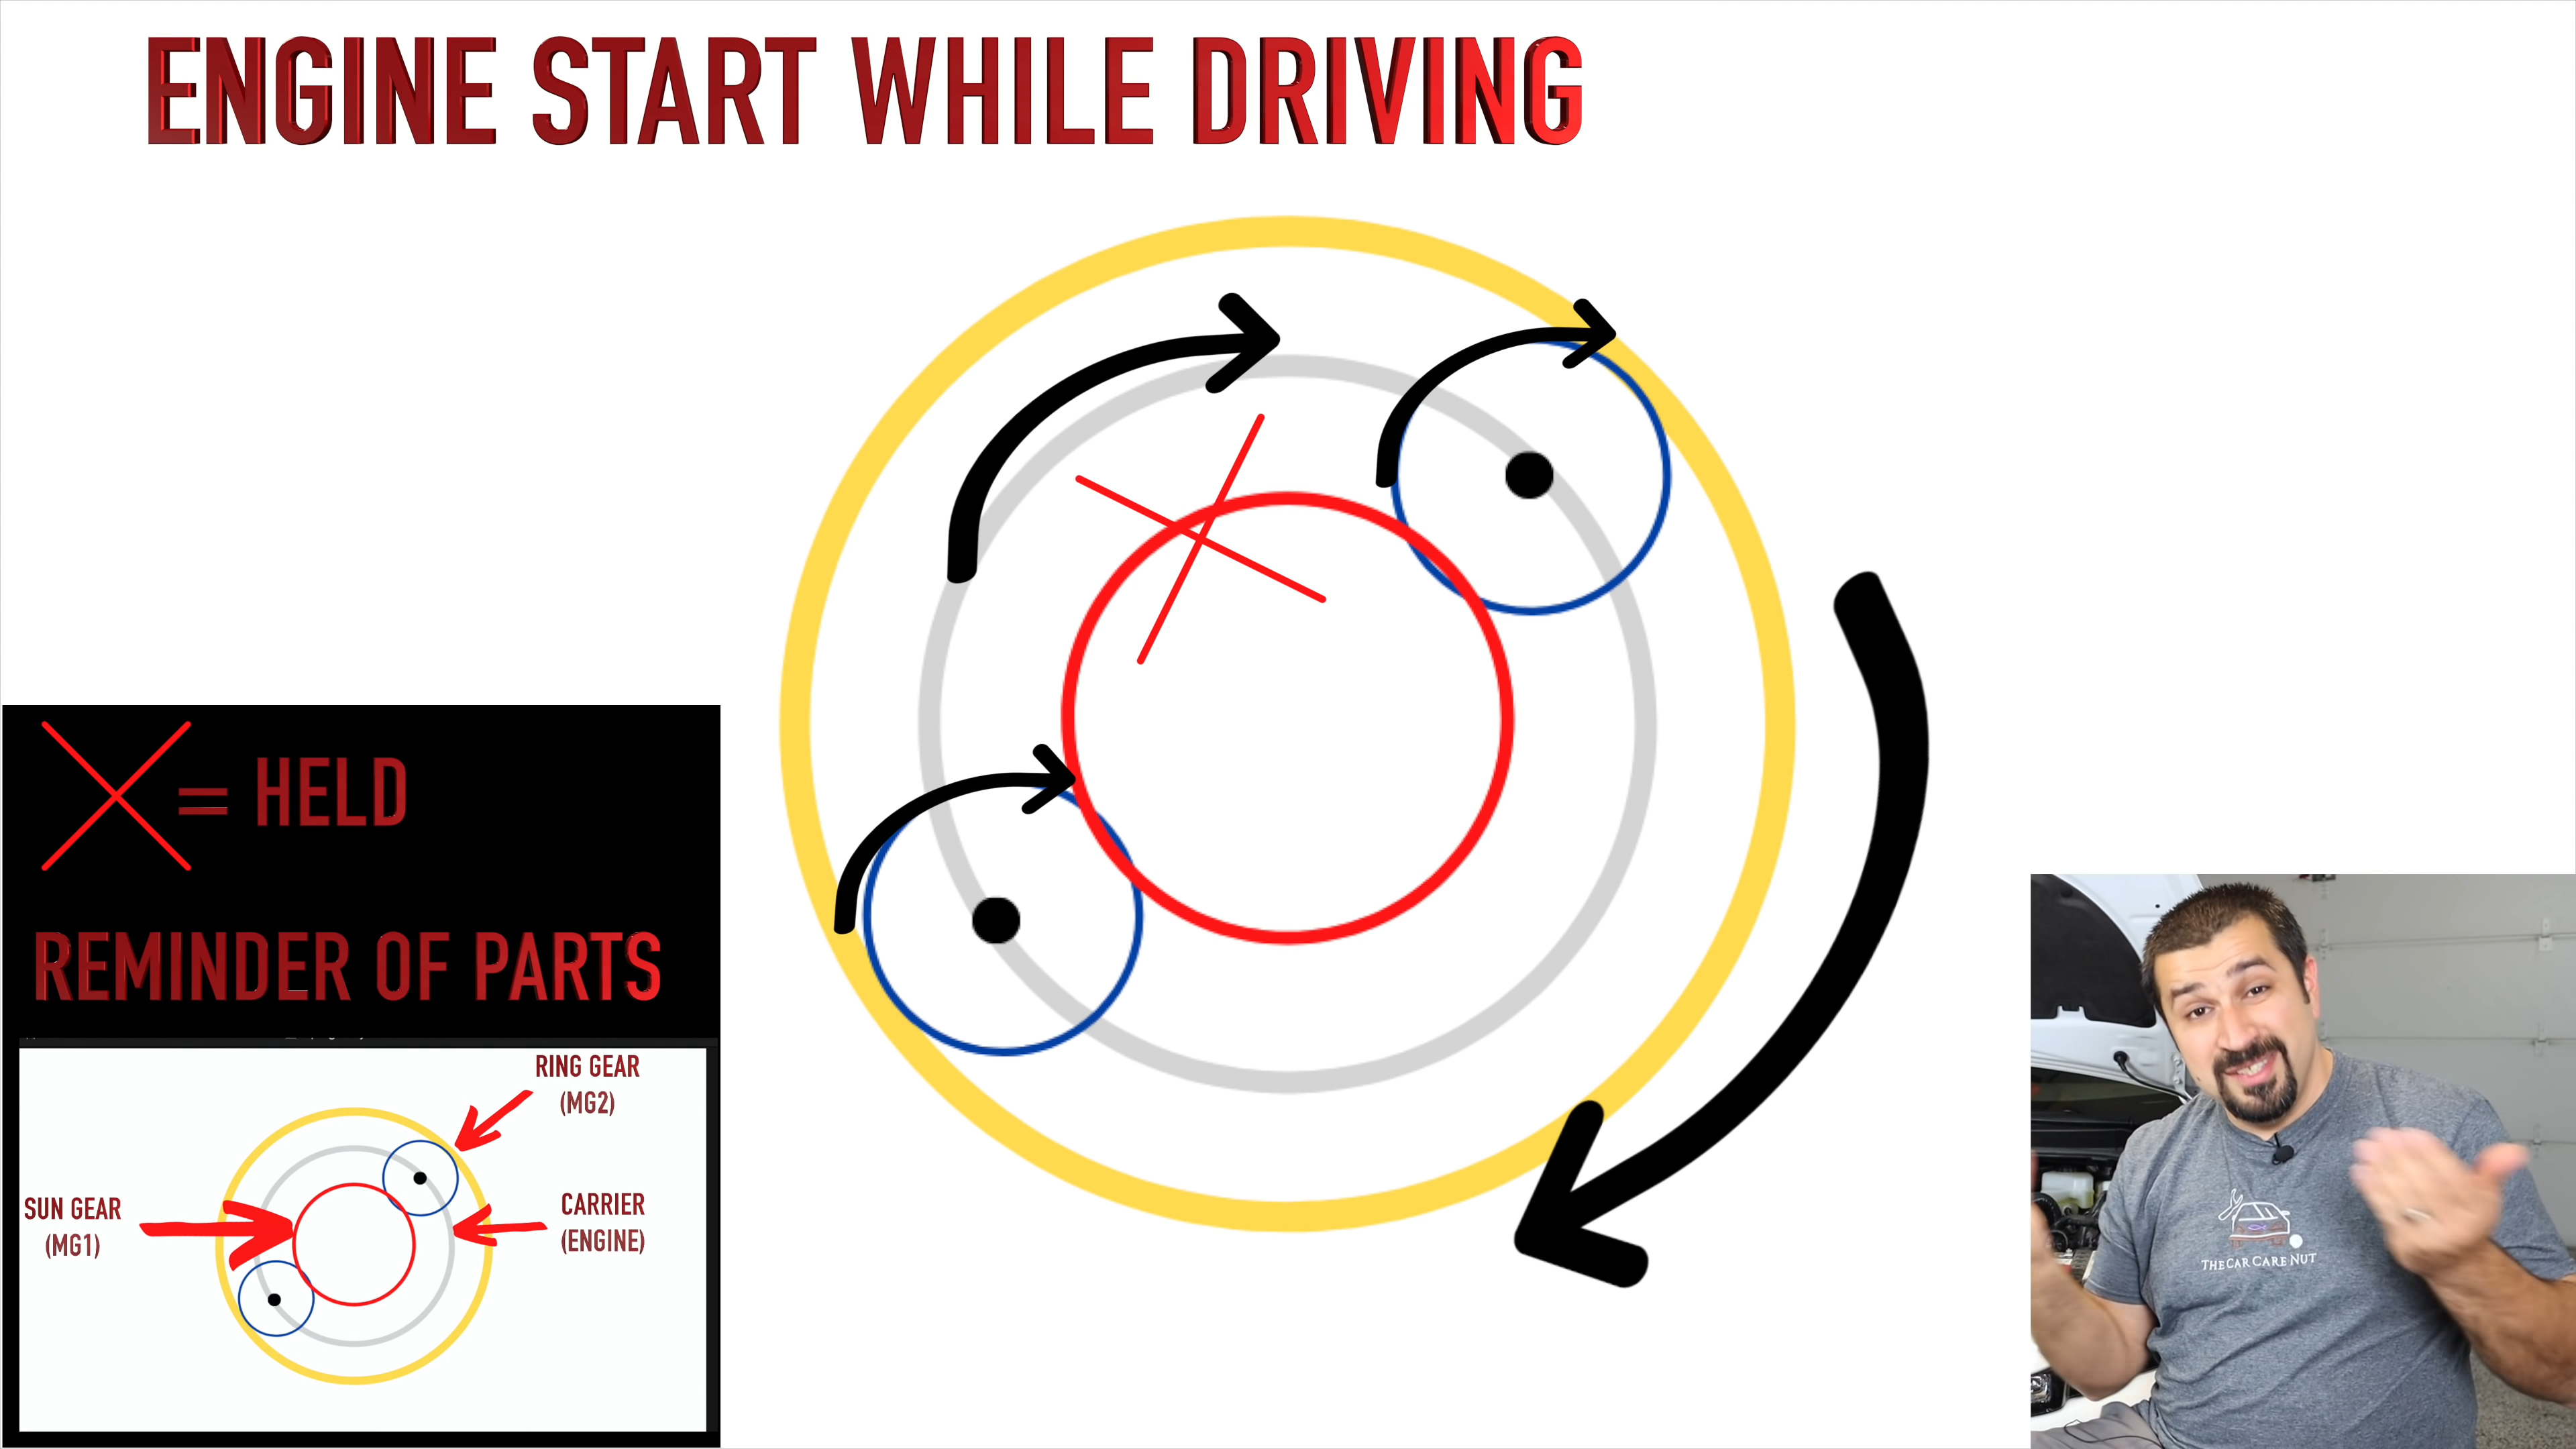 ENGINE START WHILE DRIVING
= HELD
REMINDER OF PARTS
RING GEAR
(MG2)
SUN GEAR
(MG1)
CARRIER
(ENGINE)
THE CAR CARE NUT